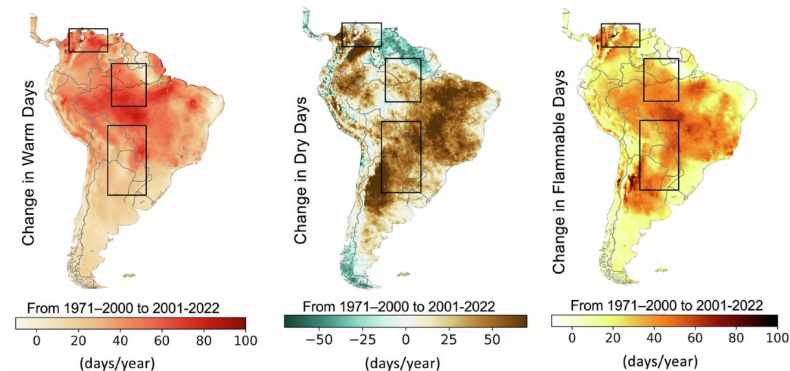 Change in Warm Days
From 1971–2000 to 2001-2022
0 20 40 60 80 100
(days/year)
Change in Dry Days
From 1971–2000 to 2001-2022
−50 −25 0 25 50
(days/year)
Change in Flammable Days
From 1971–2000 to 2001-2022
0 20 40 60 80 100
(days/year)